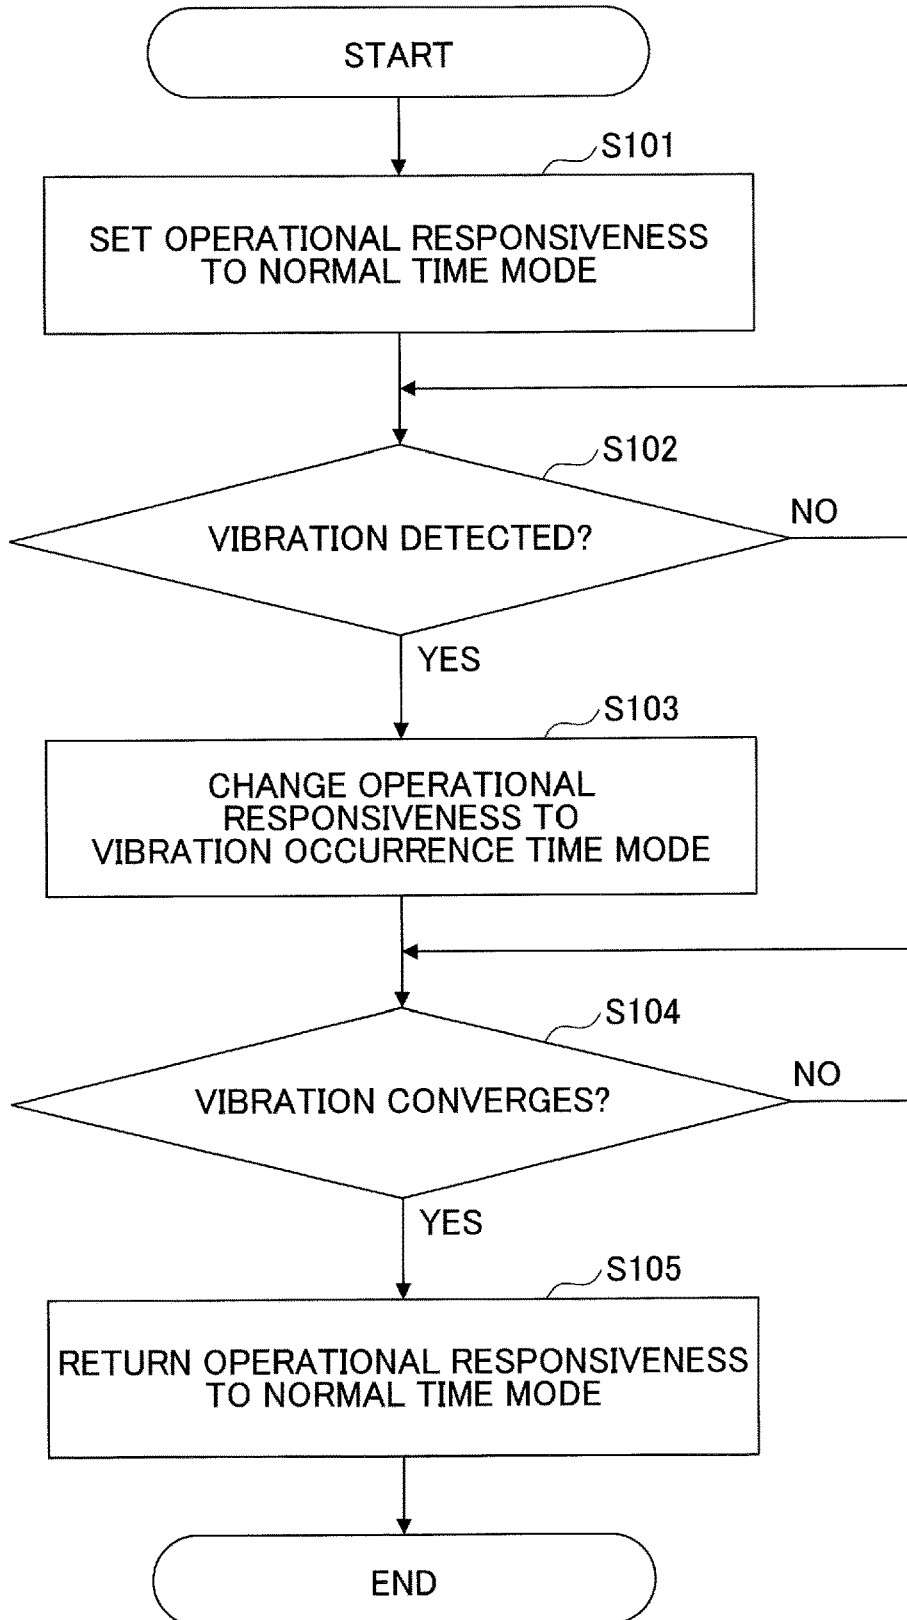 START
S101
SET OPERATIONAL RESPONSIVENESS
TO NORMAL TIME MODE
S102
VIBRATION DETECTED?
NO
YES
S103
CHANGE OPERATIONAL
RESPONSIVENESS TO
VIBRATION OCCURRENCE TIME MODE
S104
VIBRATION CONVERGES?
NO
YES
S105
RETURN OPERATIONAL RESPONSIVENESS
TO NORMAL TIME MODE
END